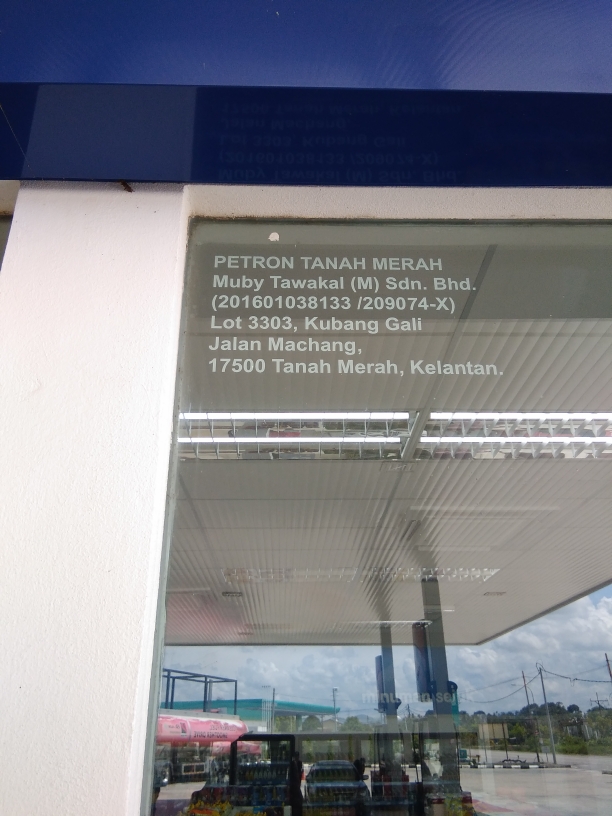 PETRON TANAH MERAH
Muby Tawakal (M) Sdn. Bhd.
(201601038133 /209074-X)
Lot 3303, Kubang Gali
Jalan Machang,
17500 Tanah Merah, Kelantan.